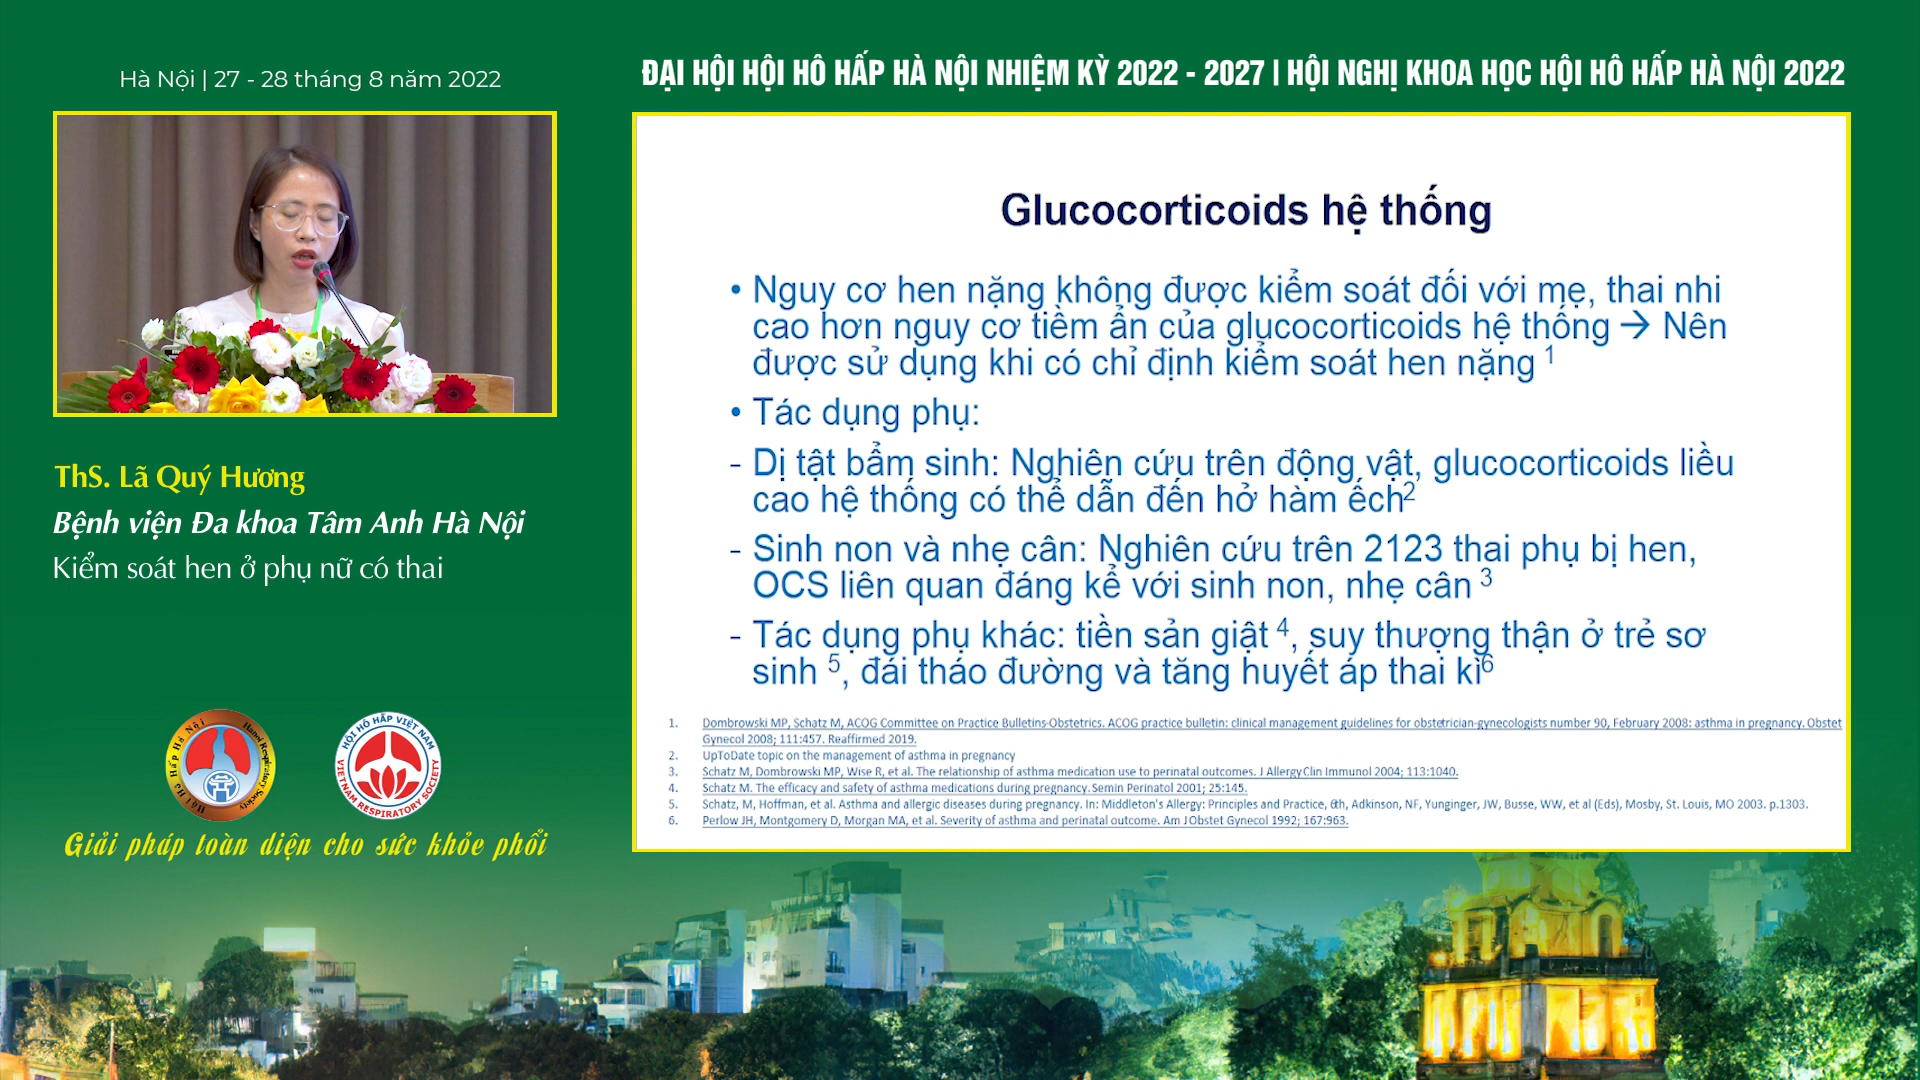 Hà Nội | 27 - 28 tháng 8 năm 2022
ĐẠI HỘI HỘI HÔ HẤP HÀ NỘI NHIỆM KỲ 2022 - 2027 | HỘI NGHỊ KHOA HỌC HỘI HÔ HẤP HÀ NỘI 2022
ThS. Lã Quý Hương
Bệnh viện Đa khoa Tâm Anh Hà Nội
Kiểm soát hen ở phụ nữ có thai
Hội Hô Hấp Hà Nội
Hanoi Respiratory Society
HỘI HÔ HẤP VIỆT NAM
VIETNAM RESPIRATORY SOCIETY
Giải pháp toàn diện cho sức khỏe phổi
Glucocorticoids hệ thống
• Nguy cơ hen nặng không được kiểm soát đối với mẹ, thai nhi
cao hơn nguy cơ tiềm ẩn của glucocorticoids hệ thống → Nên
được sử dụng khi có chỉ định kiểm soát hen nặng 1
• Tác dụng phụ:
- Dị tật bẩm sinh: Nghiên cứu trên động vật, glucocorticoids liều
cao hệ thống có thể dẫn đến hở hàm ếch2
- Sinh non và nhẹ cân: Nghiên cứu trên 2123 thai phụ bị hen,
OCS liên quan đáng kể với sinh non, nhẹ cân 3
- Tác dụng phụ khác: tiền sản giật 4, suy thượng thận ở trẻ sơ
sinh 5, đái tháo đường và tăng huyết áp thai kì6
1. Dombrowski MP, Schatz M, ACOG Committee on Practice Bulletins-Obstetrics. ACOG practice bulletin: clinical management guidelines for obstetrician-gynecologists number 90, February 2008: asthma in pregnancy. Obstet
Gynecol 2008; 111:457. Reaffirmed 2019.
2. UpToDate topic on the management of asthma in pregnancy
3. Schatz M, Dombrowski MP, Wise R, et al. The relationship of asthma medication use to perinatal outcomes. J Allergy Clin Immunol 2004; 113:1040.
4. Schatz M. The efficacy and safety of asthma medications during pregnancy. Semin Perinatol 2001; 25:145.
5. Schatz, M, Hoffman, et al. Asthma and allergic diseases during pregnancy. In: Middleton's Allergy: Principles and Practice, 6th, Adkinson, NF, Yunginger, JW, Busse, WW, et al (Eds), Mosby, St. Louis, MO 2003. p.1303.
6. Perlow JH, Montgomery D, Morgan MA, et al. Severity of asthma and perinatal outcome. Am J Obstet Gynecol 1992; 167:963.